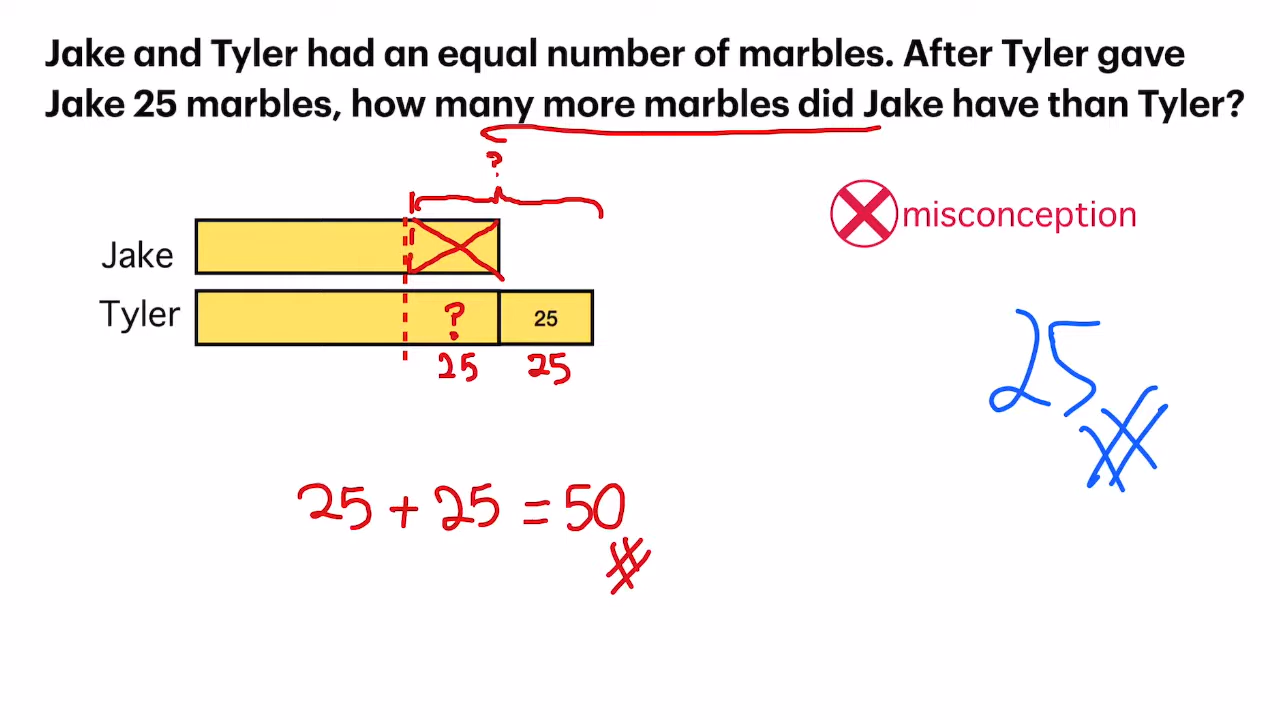 Jake and Tyler had an equal number of marbles. After Tyler gave
Jake 25 marbles, how many more marbles did Jake have than Tyler?
?
misconception
Jake
Tyler ? 25
25 25
25
25 + 25 = 50